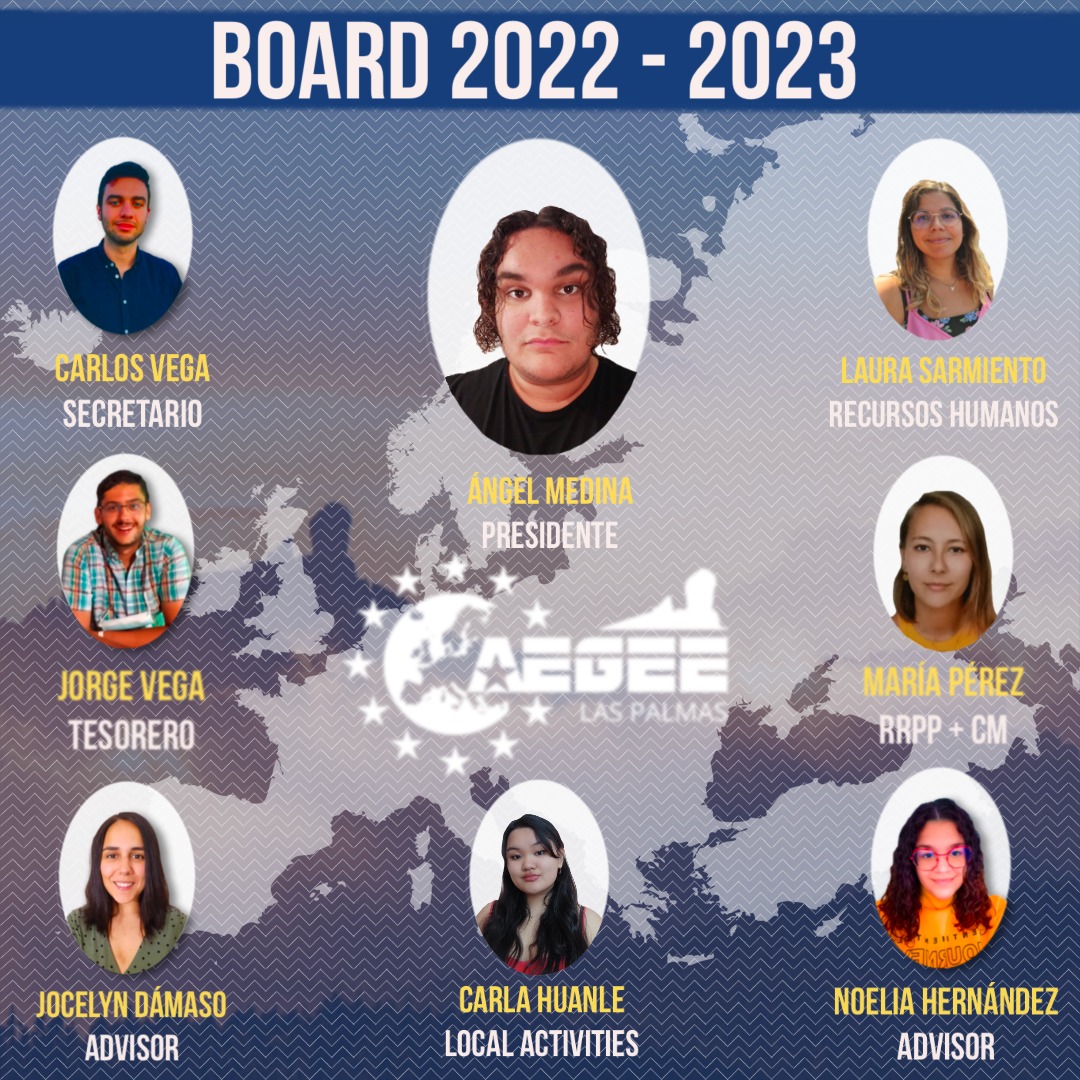 BOARD 2022 - 2023
CARLOS VEGA
SECRETARIO
ÁNGEL MEDINA
PRESIDENTE
LAURA SARMIENTO
RECURSOS HUMANOS
JORGE VEGA
TESORERO
AEGEE
LAS PALMAS
MARÍA PÉREZ
RRPP + CM
JOCELYN DÁMASO
ADVISOR
CARLA HUANLE
LOCAL ACTIVITIES
NOELIA HERNÁNDEZ
ADVISOR